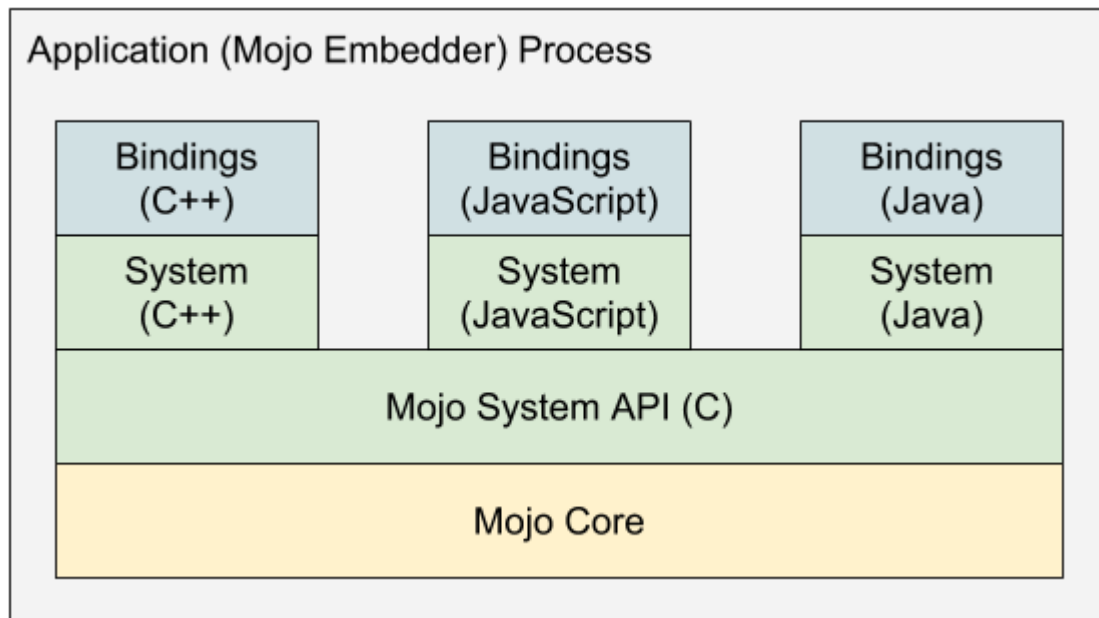 Application (Mojo Embedder) Process
Bindings
(C++)
Bindings
(JavaScript)
Bindings
(Java)
System
(C++)
System
(JavaScript)
System
(Java)
Mojo System API (C)
Mojo Core